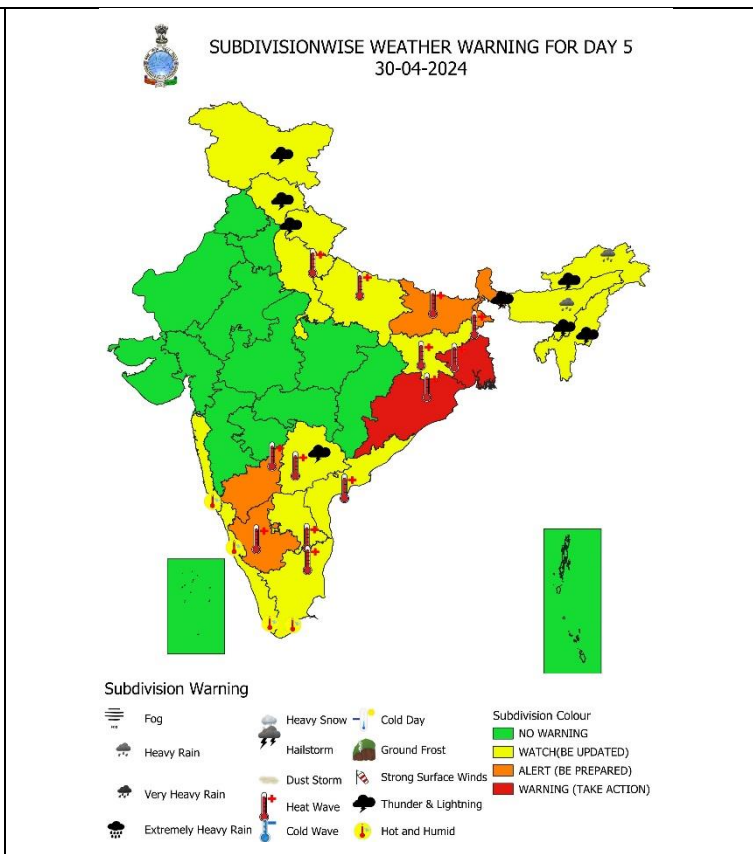 SUBDIVISIONWISE WEATHER WARNING FOR DAY 5
30-04-2024
Subdivision Warning
Fog
Heavy Rain
Very Heavy Rain
Extremely Heavy Rain
Heavy Snow
Hailstorm
Dust Storm
Heat Wave
Cold Wave
Cold Day
Ground Frost
Strong Surface Winds
Thunder & Lightning
Hot and Humid
Subdivision Colour
NO WARNING
WATCH(BE UPDATED)
ALERT (BE PREPARED)
WARNING (TAKE ACTION)